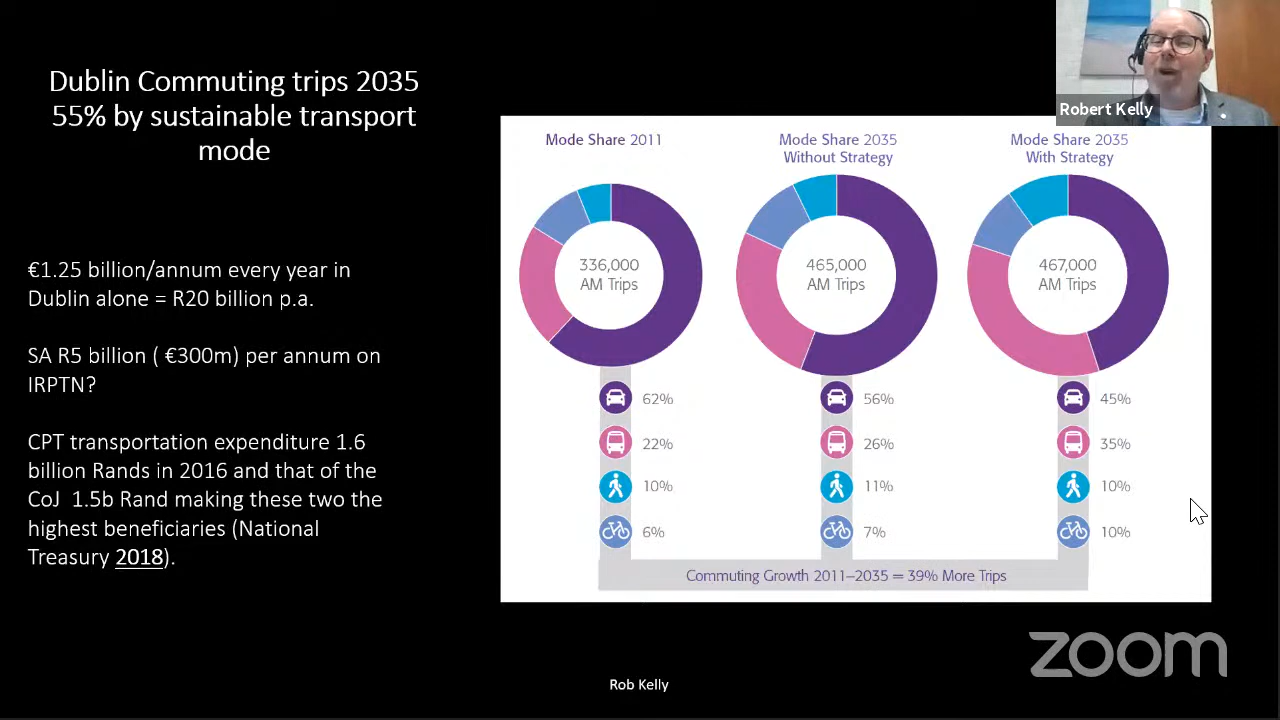 Dublin Commuting trips 2035
55% by sustainable transport
mode
€1.25 billion/annum every year in
Dublin alone = R20 billion p.a.
SA R5 billion ( €300m) per annum on
IRPTN?
CPT transportation expenditure 1.6
billion Rands in 2016 and that of the
CoJ 1.5b Rand making these two the
highest beneficiaries (National
Treasury 2018).
Mode Share 2011
336,000
AM Trips
62%
22%
10%
6%
Mode Share 2035
Without Strategy
465,000
AM Trips
56%
26%
11%
7%
Mode Share 2035
With Strategy
467,000
AM Trips
45%
35%
10%
10%
Commuting Growth 2011–2035 = 39% More Trips
Robert Kelly
zoom
Rob Kelly